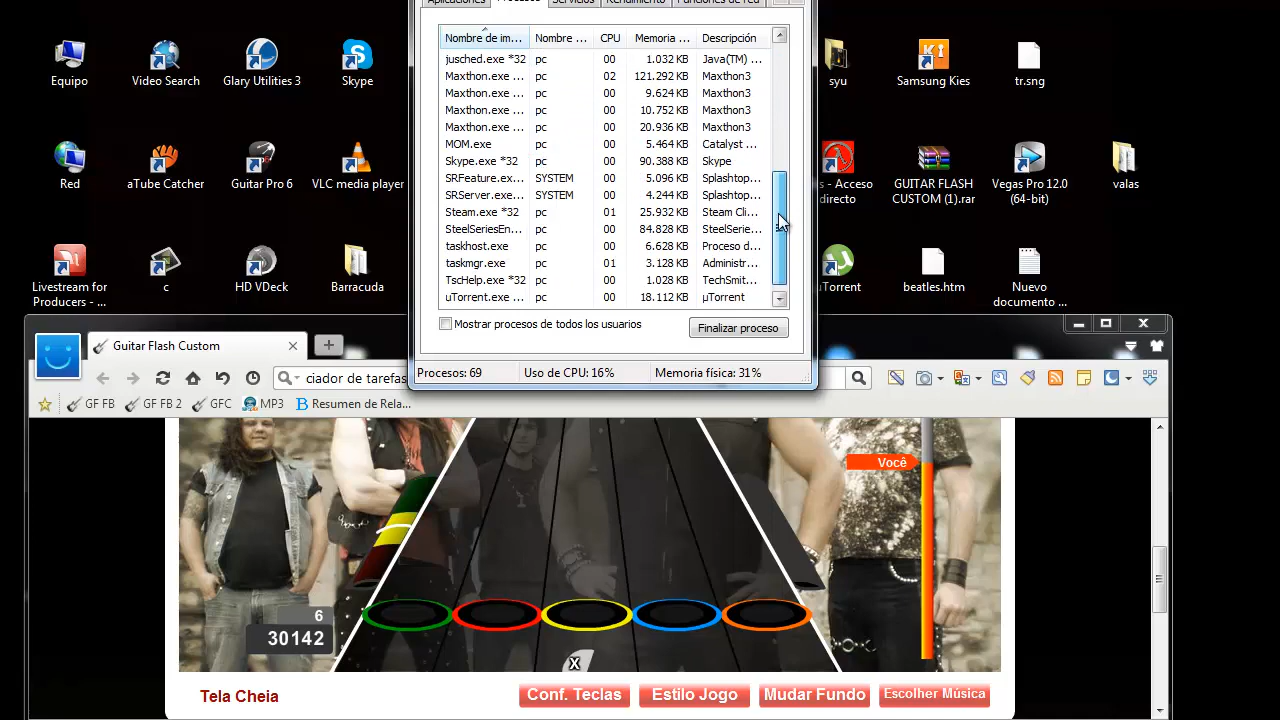 Aplicaciones Procesos Servicios Rendimiento Funciones de red
Nombre de im... Nombre ... CPU Memoria ... Descripción
jusched.exe *32 pc 00 1.032 KB Java(TM) ...
Maxthon.exe ... pc 02 121.292 KB Maxthon3
Maxthon.exe ... pc 00 9.624 KB Maxthon3
Maxthon.exe ... pc 00 10.752 KB Maxthon3
Maxthon.exe ... pc 00 20.936 KB Maxthon3
MOM.exe pc 00 5.464 KB Catalyst ...
Skype.exe *32 pc 00 90.388 KB Skype
SRFeature.ex... SYSTEM 00 5.096 KB Splashtop...
SRServer.exe... SYSTEM 00 4.244 KB Splashtop...
Steam.exe *32 pc 01 25.932 KB Steam Cli...
SteelSeriesEn... pc 00 84.828 KB SteelSerie...
taskhost.exe pc 00 6.628 KB Proceso d...
taskmgr.exe pc 01 3.128 KB Administr...
TscHelp.exe *32 pc 00 1.028 KB TechSmit...
uTorrent.exe ... pc 00 18.112 KB µTorrent
Mostrar procesos de todos los usuarios
Finalizar proceso
Procesos: 69 Uso de CPU: 16% Memoria física: 31%
Equipo
Video Search
Glary Utilities 3
Skype
syu
Samsung Kies
tr.sng
Red
aTube Catcher
Guitar Pro 6
VLC media player
s - Acceso
directo
GUITAR FLASH
CUSTOM (1).rar
Vegas Pro 12.0
(64-bit)
valas
Livestream for
Producers - ...
c
HD VDeck
Barracuda
µTorrent
beatles.htm
Nuevo
documento ...
Guitar Flash Custom
ciador de tarefas
GF FB
GF FB 2
GFC
MP3
Resumen de Rela...
Você
6
30142
X
Tela Cheia
Conf. Teclas
Estilo Jogo
Mudar Fundo
Escolher Música